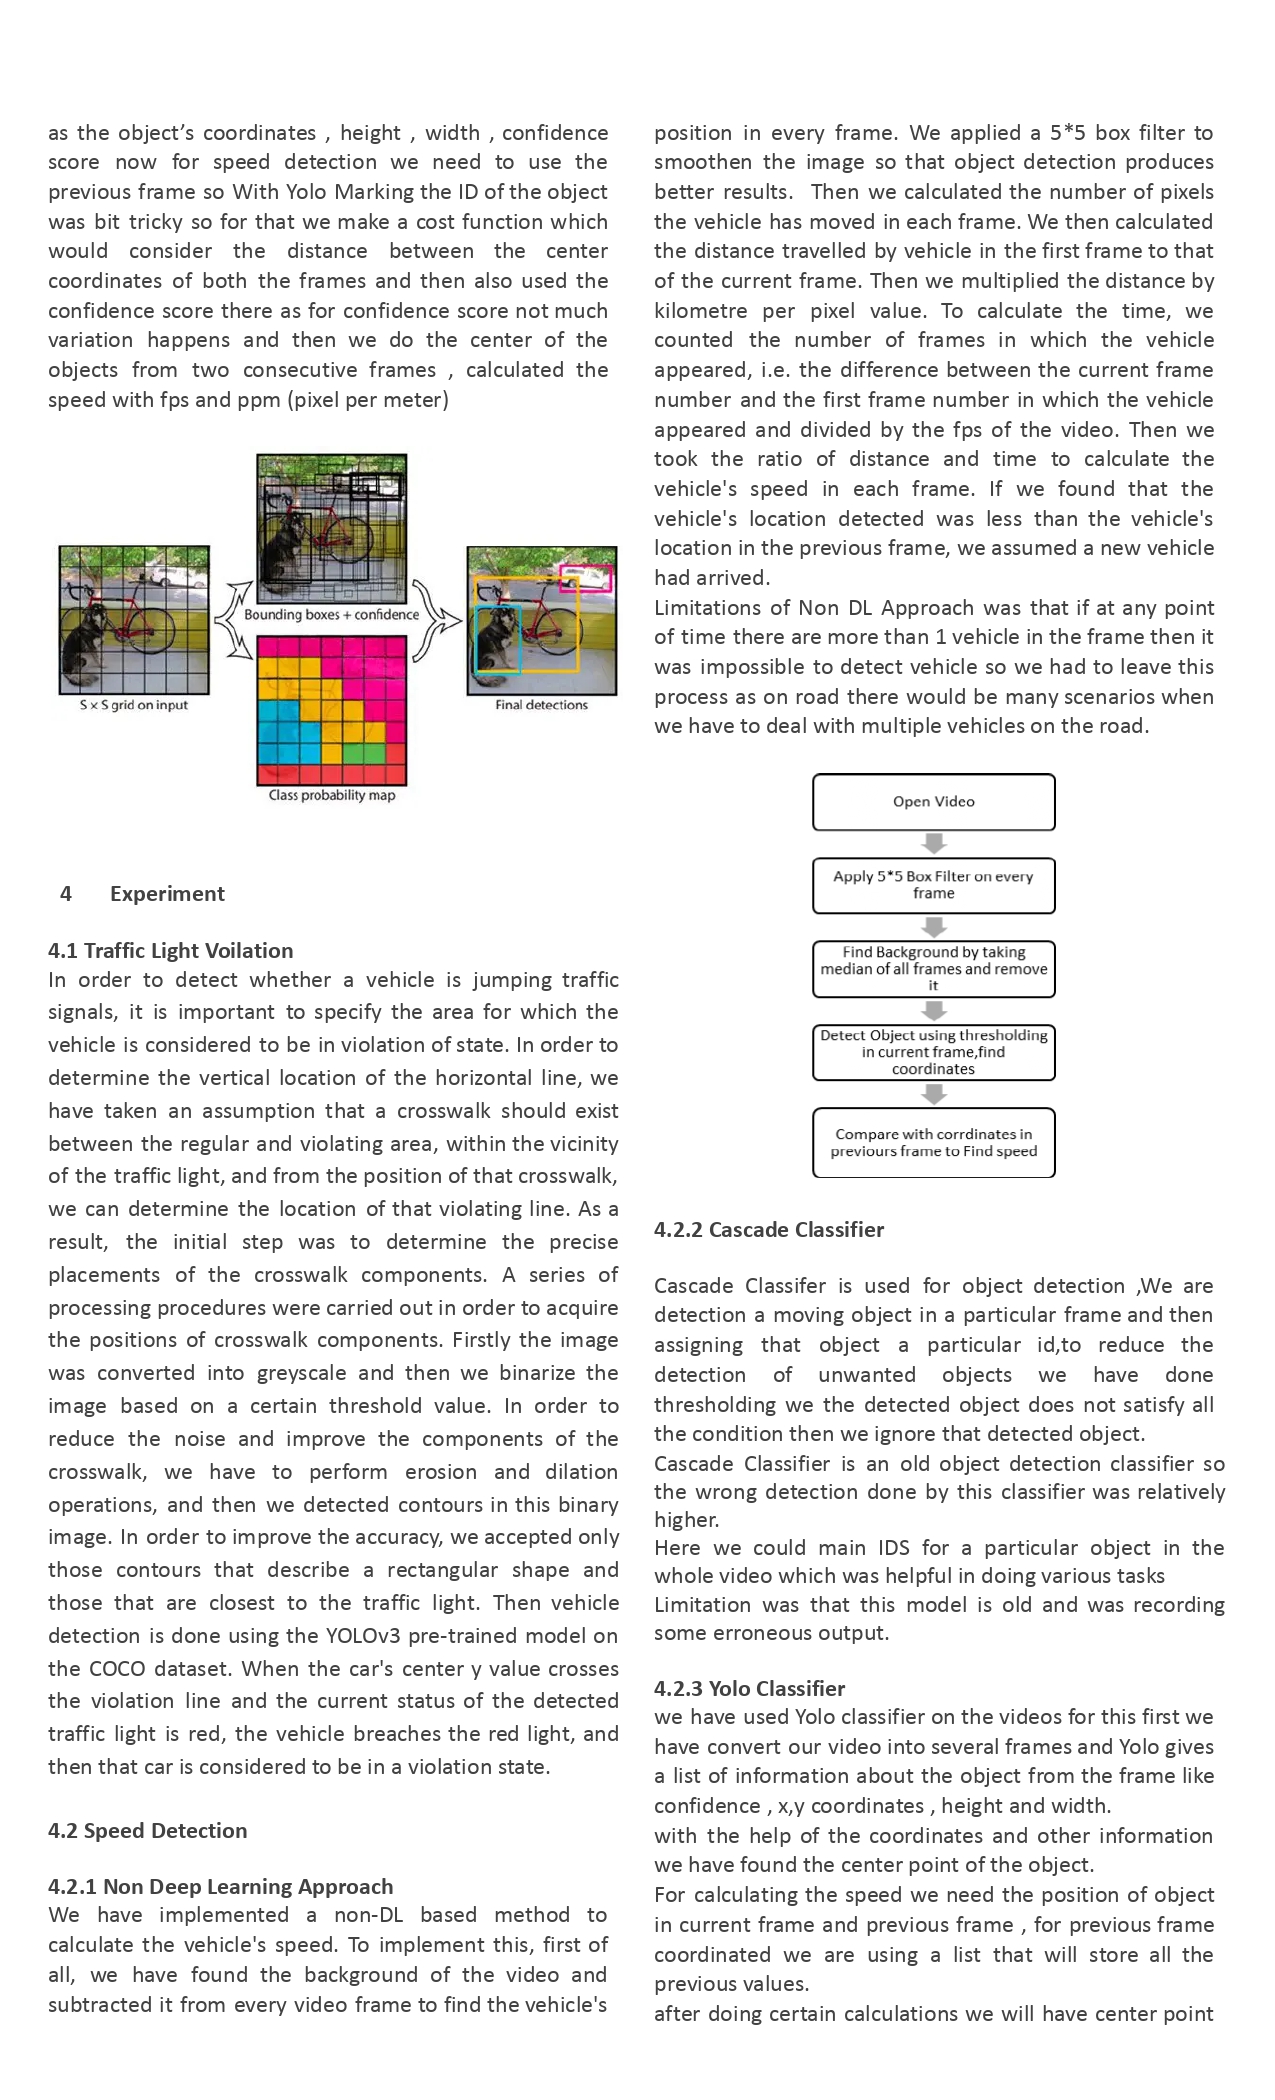 as the object’s coordinates , height , width , confidence
score now for speed detection we need to use the
previous frame so With Yolo Marking the ID of the object
was bit tricky so for that we make a cost function which
would consider the distance between the center
coordinates of both the frames and then also used the
confidence score there as for confidence score not much
variation happens and then we do the center of the
objects from two consecutive frames , calculated the
speed with fps and ppm (pixel per meter)
Bounding boxes + confidence
S × S grid on input
Final detections
Class probability map
4 Experiment
4.1 Traffic Light Voilation
In order to detect whether a vehicle is jumping traffic
signals, it is important to specify the area for which the
vehicle is considered to be in violation of state. In order to
determine the vertical location of the horizontal line, we
have taken an assumption that a crosswalk should exist
between the regular and violating area, within the vicinity
of the traffic light, and from the position of that crosswalk,
we can determine the location of that violating line. As a
result, the initial step was to determine the precise
placements of the crosswalk components. A series of
processing procedures were carried out in order to acquire
the positions of crosswalk components. Firstly the image
was converted into greyscale and then we binarize the
image based on a certain threshold value. In order to
reduce the noise and improve the components of the
crosswalk, we have to perform erosion and dilation
operations, and then we detected contours in this binary
image. In order to improve the accuracy, we accepted only
those contours that describe a rectangular shape and
those that are closest to the traffic light. Then vehicle
detection is done using the YOLOv3 pre-trained model on
the COCO dataset. When the car's center y value crosses
the violation line and the current status of the detected
traffic light is red, the vehicle breaches the red light, and
then that car is considered to be in a violation state.
4.2 Speed Detection
4.2.1 Non Deep Learning Approach
We have implemented a non-DL based method to
calculate the vehicle's speed. To implement this, first of
all, we have found the background of the video and
subtracted it from every video frame to find the vehicle's
position in every frame. We applied a 5*5 box filter to
smoothen the image so that object detection produces
better results. Then we calculated the number of pixels
the vehicle has moved in each frame. We then calculated
the distance travelled by vehicle in the first frame to that
of the current frame. Then we multiplied the distance by
kilometre per pixel value. To calculate the time, we
counted the number of frames in which the vehicle
appeared, i.e. the difference between the current frame
number and the first frame number in which the vehicle
appeared and divided by the fps of the video. Then we
took the ratio of distance and time to calculate the
vehicle's speed in each frame. If we found that the
vehicle's location detected was less than the vehicle's
location in the previous frame, we assumed a new vehicle
had arrived.
Limitations of Non DL Approach was that if at any point
of time there are more than 1 vehicle in the frame then it
was impossible to detect vehicle so we had to leave this
process as on road there would be many scenarios when
we have to deal with multiple vehicles on the road.
Open Video
Apply 5*5 Box Filter on every
frame
Find Background by taking
median of all frames and remove
it
Detect Object using thresholding
in current frame,find
coordinates
Compare with corrdinates in
previours frame to Find speed
4.2.2 Cascade Classifier
Cascade Classifer is used for object detection ,We are
detection a moving object in a particular frame and then
assigning that object a particular id,to reduce the
detection of unwanted objects we have done
thresholding we the detected object does not satisfy all
the condition then we ignore that detected object.
Cascade Classifier is an old object detection classifier so
the wrong detection done by this classifier was relatively
higher.
Here we could main IDS for a particular object in the
whole video which was helpful in doing various tasks
Limitation was that this model is old and was recording
some erroneous output.
4.2.3 Yolo Classifier
we have used Yolo classifier on the videos for this first we
have convert our video into several frames and Yolo gives
a list of information about the object from the frame like
confidence , x,y coordinates , height and width.
with the help of the coordinates and other information
we have found the center point of the object.
For calculating the speed we need the position of object
in current frame and previous frame , for previous frame
coordinated we are using a list that will store all the
previous values.
after doing certain calculations we will have center point